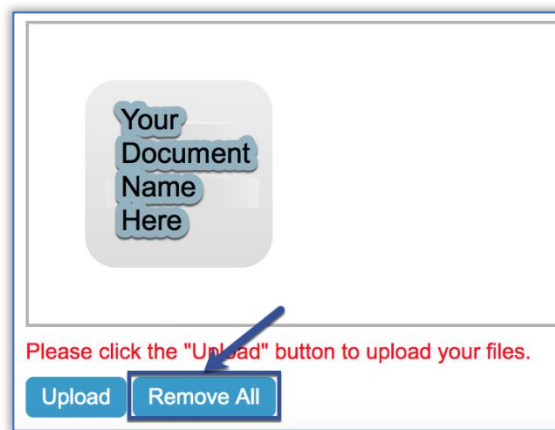 Your
Document
Name
Here
Please click the "Upload" button to upload your files.
Upload
Remove All